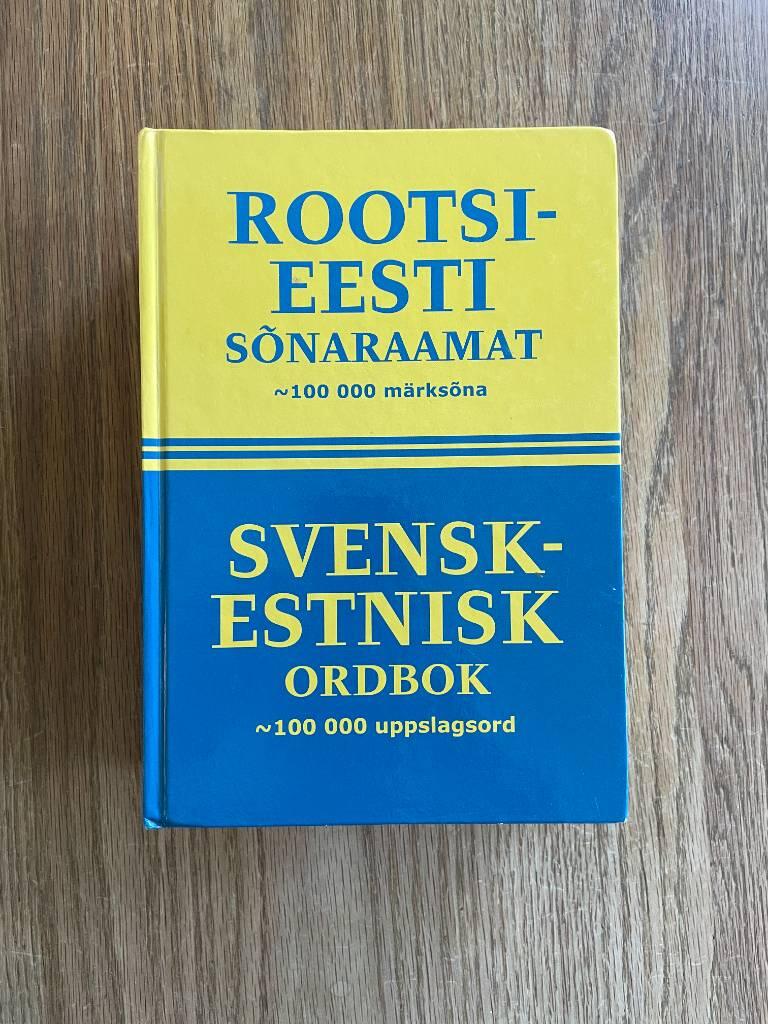 ROOTSI-
EESTI
SÕNARAAMAT
~100 000 märksõna
SVENSK-
ESTNISK
ORDBOK
~100 000 uppslagsord